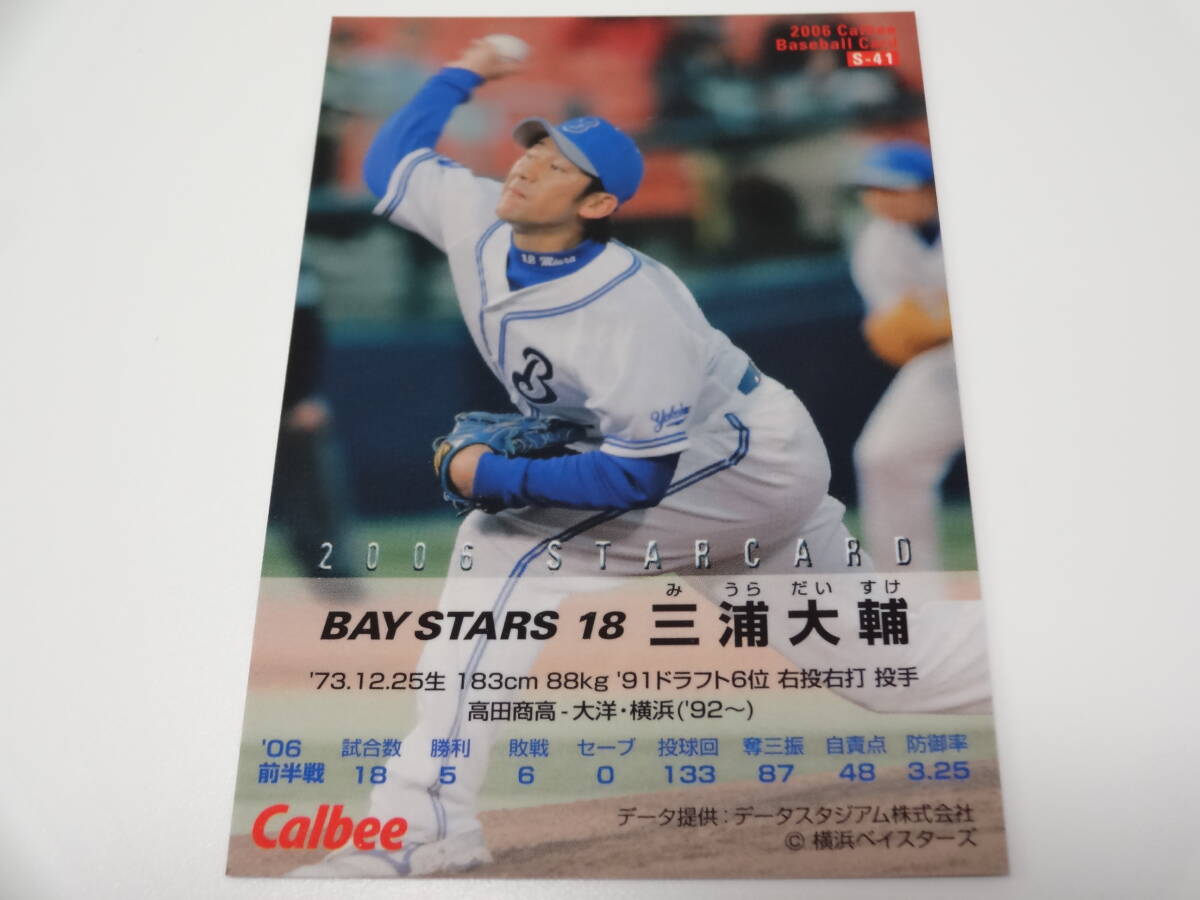 2006 Calbee
Baseball Card
S-41
18 Miura
B
B
2006 STARCARD
み うら だい すけ
BAY STARS 18 三浦大輔
'73.12.25生 183cm 88kg '91ドラフト6位 右投右打 投手
高田商高-大洋・横浜('92〜)
'06 前半戦 試合数 勝利 敗戦 セーブ 投球回 奪三振 自責点 防御率
18 5 6 0 133 87 48 3.25
Calbee
データ提供:データスタジアム株式会社
© 横浜ベイスターズ